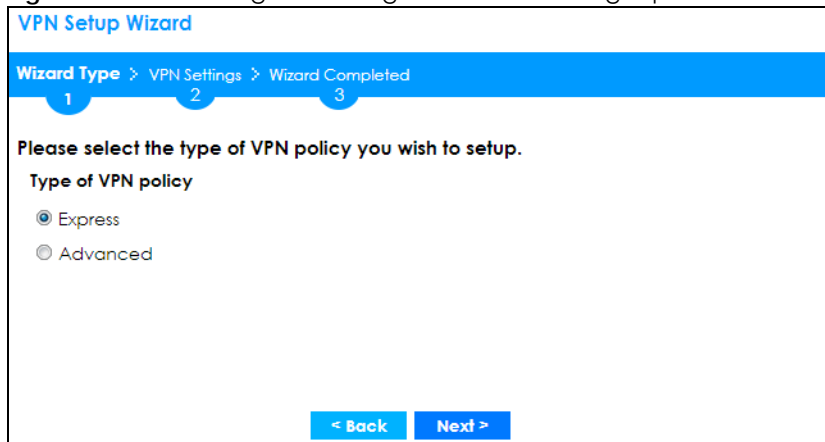 VPN Setup Wizard
Wizard Type > VPN Settings > Wizard Completed
1 2 3
Please select the type of VPN policy you wish to setup.
Type of VPN policy
Express
Advanced
< Back Next >